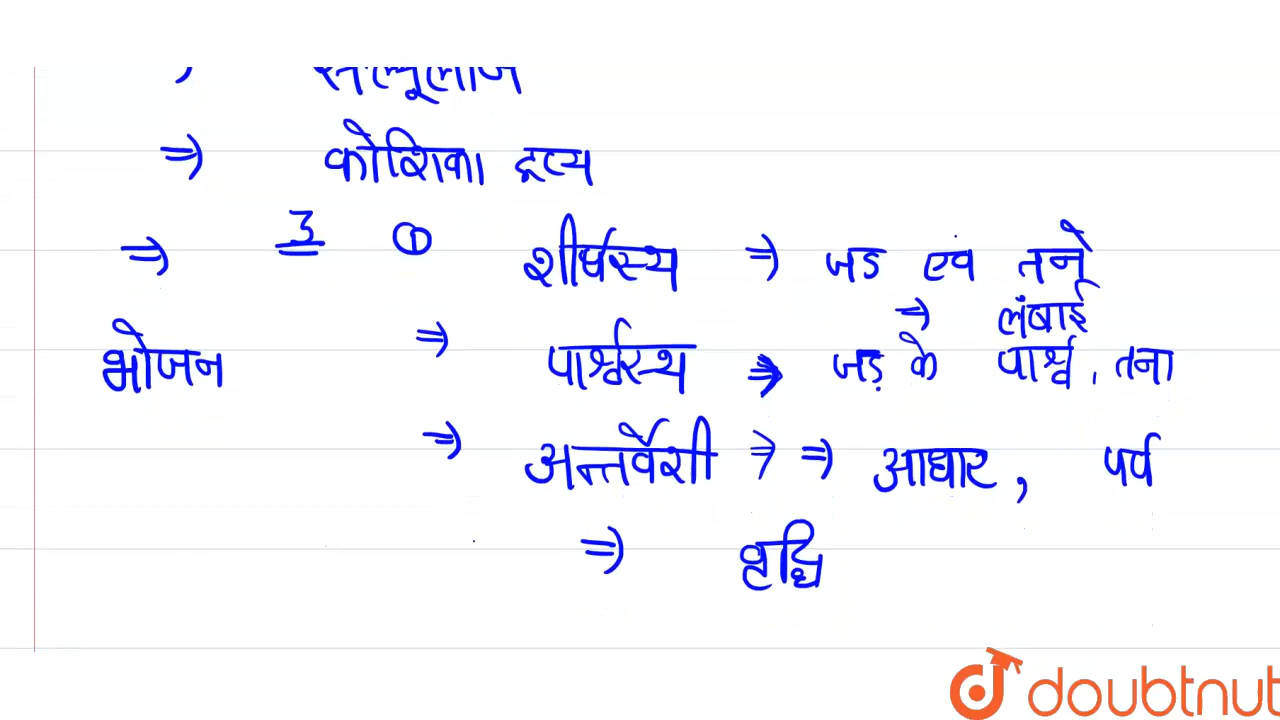 ⇒ सेल्यूलोज
⇒ कोशिका द्रव्य
⇒ 3 ① शीर्षस्थ ⇒ जड एवं तने
⇒ लंबाई
भोजन ⇒ पार्श्वस्थ ⇒ जड़ के पार्श्व, तना
⇒ अन्तर्वेशी ⇒ ⇒ आधार, पर्व
⇒ वृद्धि
doubtnut